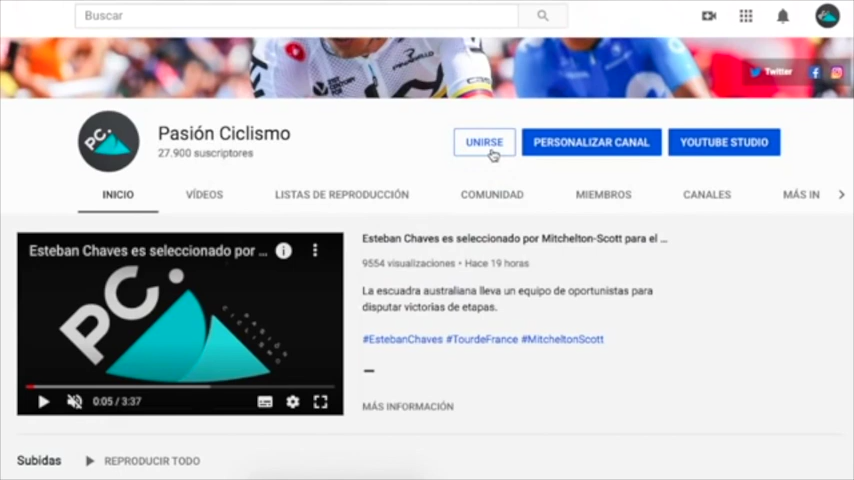 Buscar
PINARELLO
Twitter
PC.
Pasión Ciclismo
27.900 suscriptores
UNIRSE
PERSONALIZAR CANAL
YOUTUBE STUDIO
INICIO
VÍDEOS
LISTAS DE REPRODUCCIÓN
COMUNIDAD
MIEMBROS
CANALES
MÁS IN
Esteban Chaves es seleccionado por ...
PC.
0:05 / 3:37
Esteban Chaves es seleccionado por Mitchelton-Scott para el ...
9554 visualizaciones • Hace 19 horas
La escuadra australiana lleva un equipo de oportunistas para
disputar victorias de etapas.
#EstebanChaves #TourdeFrance #MitcheltonScott
MÁS INFORMACIÓN
Subidas
REPRODUCIR TODO